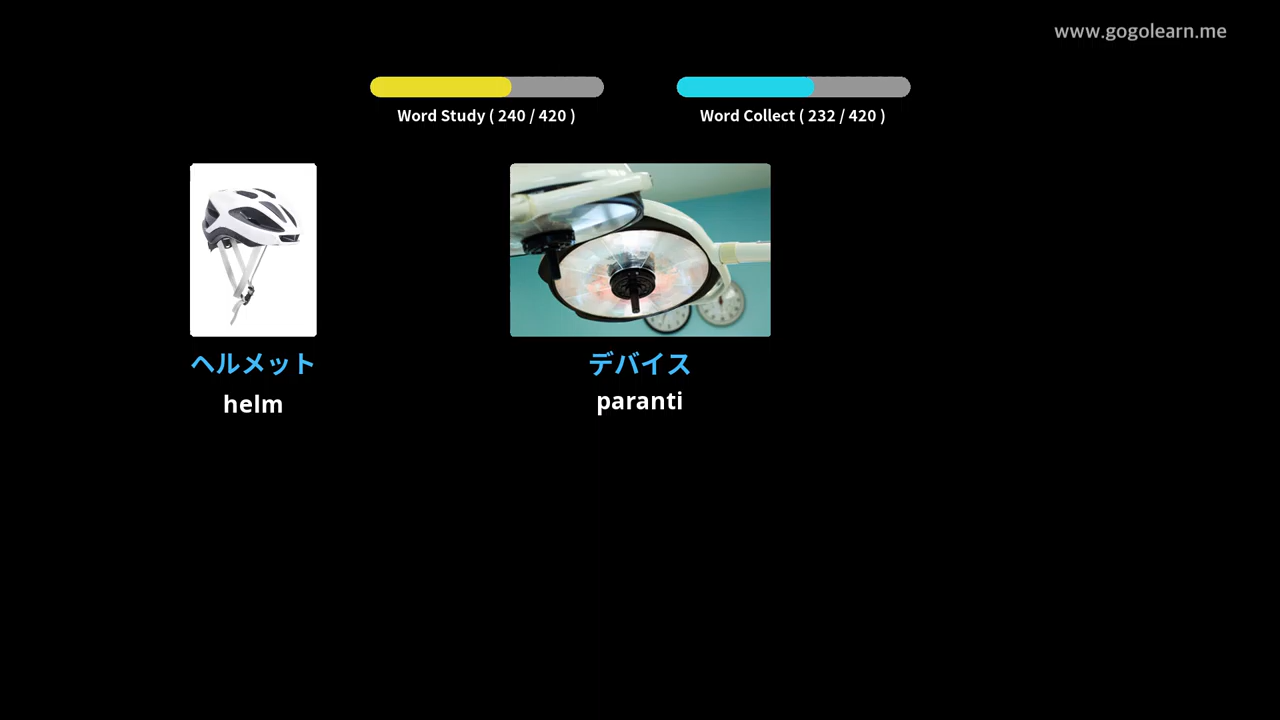 www.gogolearn.me
Word Study ( 240 / 420 )
Word Collect ( 232 / 420 )
ヘルメット
helm
デバイス
paranti